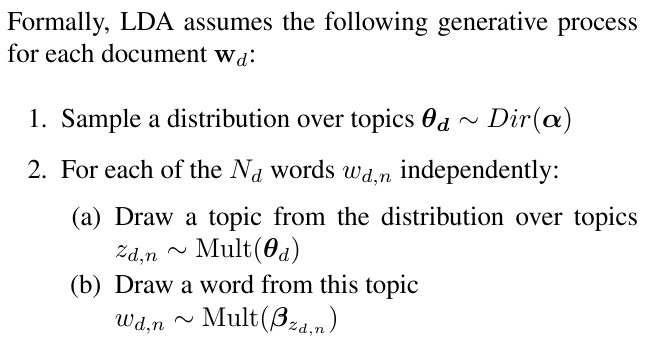 Formally, LDA assumes the following generative process
for each document $\mathbf{w}_d$:
1. Sample a distribution over topics $\boldsymbol{\theta}_{\boldsymbol{d}} \sim Dir(\boldsymbol{\alpha})$
2. For each of the $N_d$ words $w_{d,n}$ independently:
(a) Draw a topic from the distribution over topics
$z_{d,n} \sim \text{Mult}(\boldsymbol{\theta}_d)$
(b) Draw a word from this topic
$w_{d,n} \sim \text{Mult}(\boldsymbol{\beta}_{z_{d,n}})$